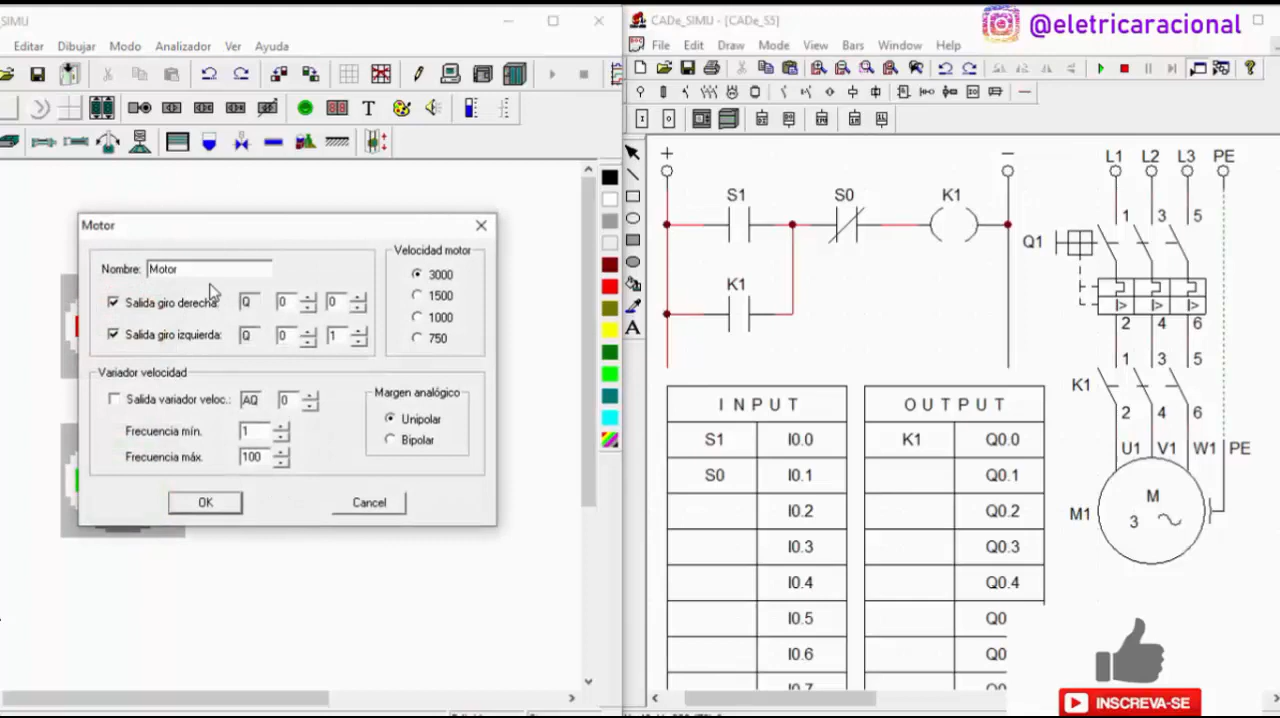 _SIMU
Editar Dibujar Modo Analizador Ver Ayuda
T
Motor
Nombre: Motor
Salida giro derecha: Q 0 0
Salida giro izquierda: Q 0 1
Velocidad motor
3000
1500
1000
750
Variador velocidad
Salida variador veloc.: AQ 0
Frecuencia mín. 1
Frecuencia máx. 100
Margen analógico
Unipolar
Bipolar
OK Cancel
CADe_SIMU - [CADe_S5]
@eletricaracional
File Edit Draw Mode View Bars Window Help
A
+ −
S1 S0 K1
K1
L1 L2 L3 PE
1 3 5
Q1
I> I> I>
2 4 6
1 3 5
K1
2 4 6
U1 V1 W1 PE
M1
M
3
INPUT
S1 I0.0
S0 I0.1
I0.2
I0.3
I0.4
I0.5
I0.6
I0.7
OUTPUT
K1 Q0.0
Q0.1
Q0.2
Q0.3
Q0.4
Q0
Q0
Q0
INSCREVA-SE